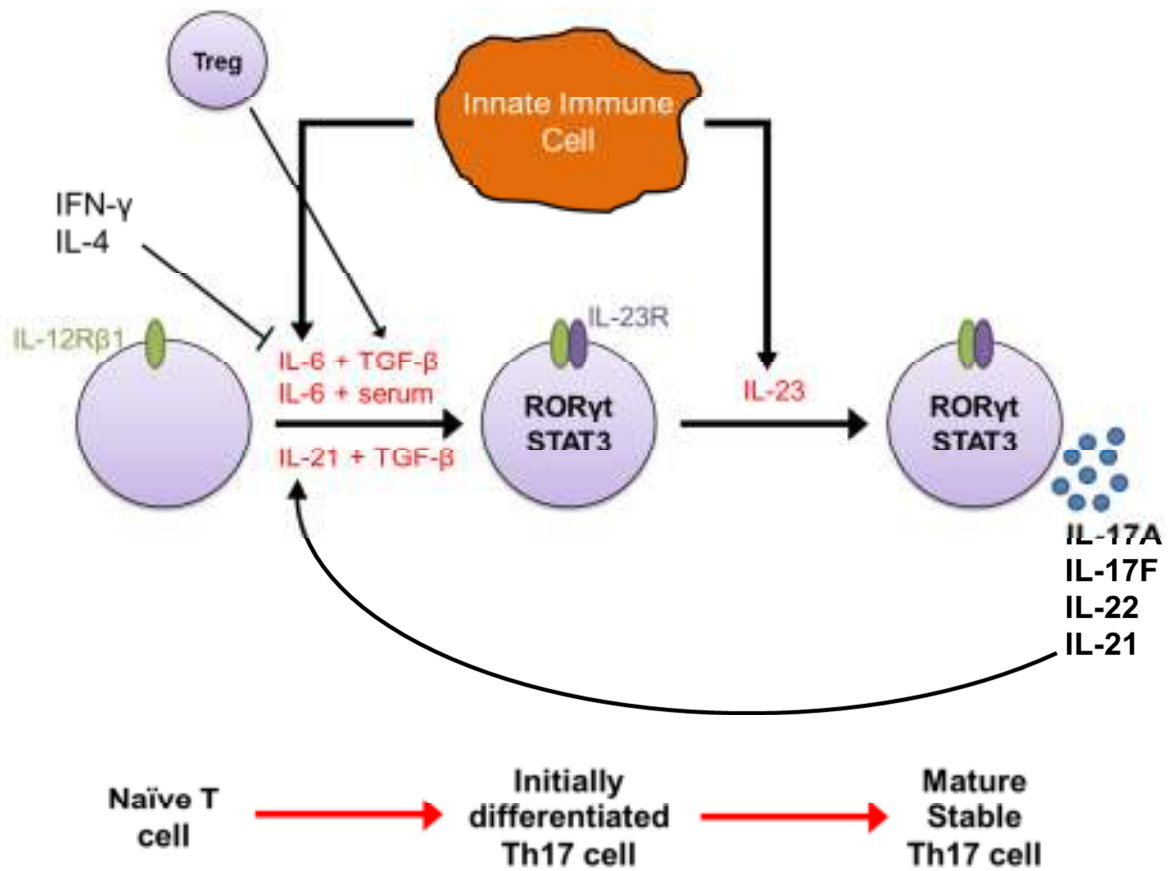 Treg
Innate Immune
Cell
IFN-γ
IL-4
IL-12Rβ1
IL-23R
IL-6 + TGF-β
IL-6 + serum
IL-21 + TGF-β
RORγt
STAT3
IL-23
RORγt
STAT3
IL-17A
IL-17F
IL-22
IL-21
Naïve T
cell
Initially
differentiated
Th17 cell
Mature
Stable
Th17 cell